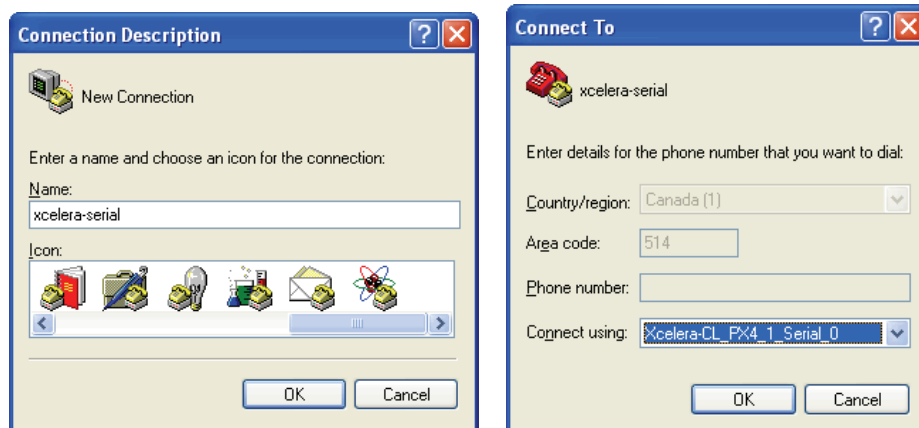 Connection Description
New Connection
Enter a name and choose an icon for the connection:
Name:
xcelera-serial
Icon:
OK Cancel
Connect To
xcelera-serial
Enter details for the phone number that you want to dial:
Country/region: Canada (1)
Area code: 514
Phone number:
Connect using: Xcelera-CL_PX4_1_Serial_0
OK Cancel